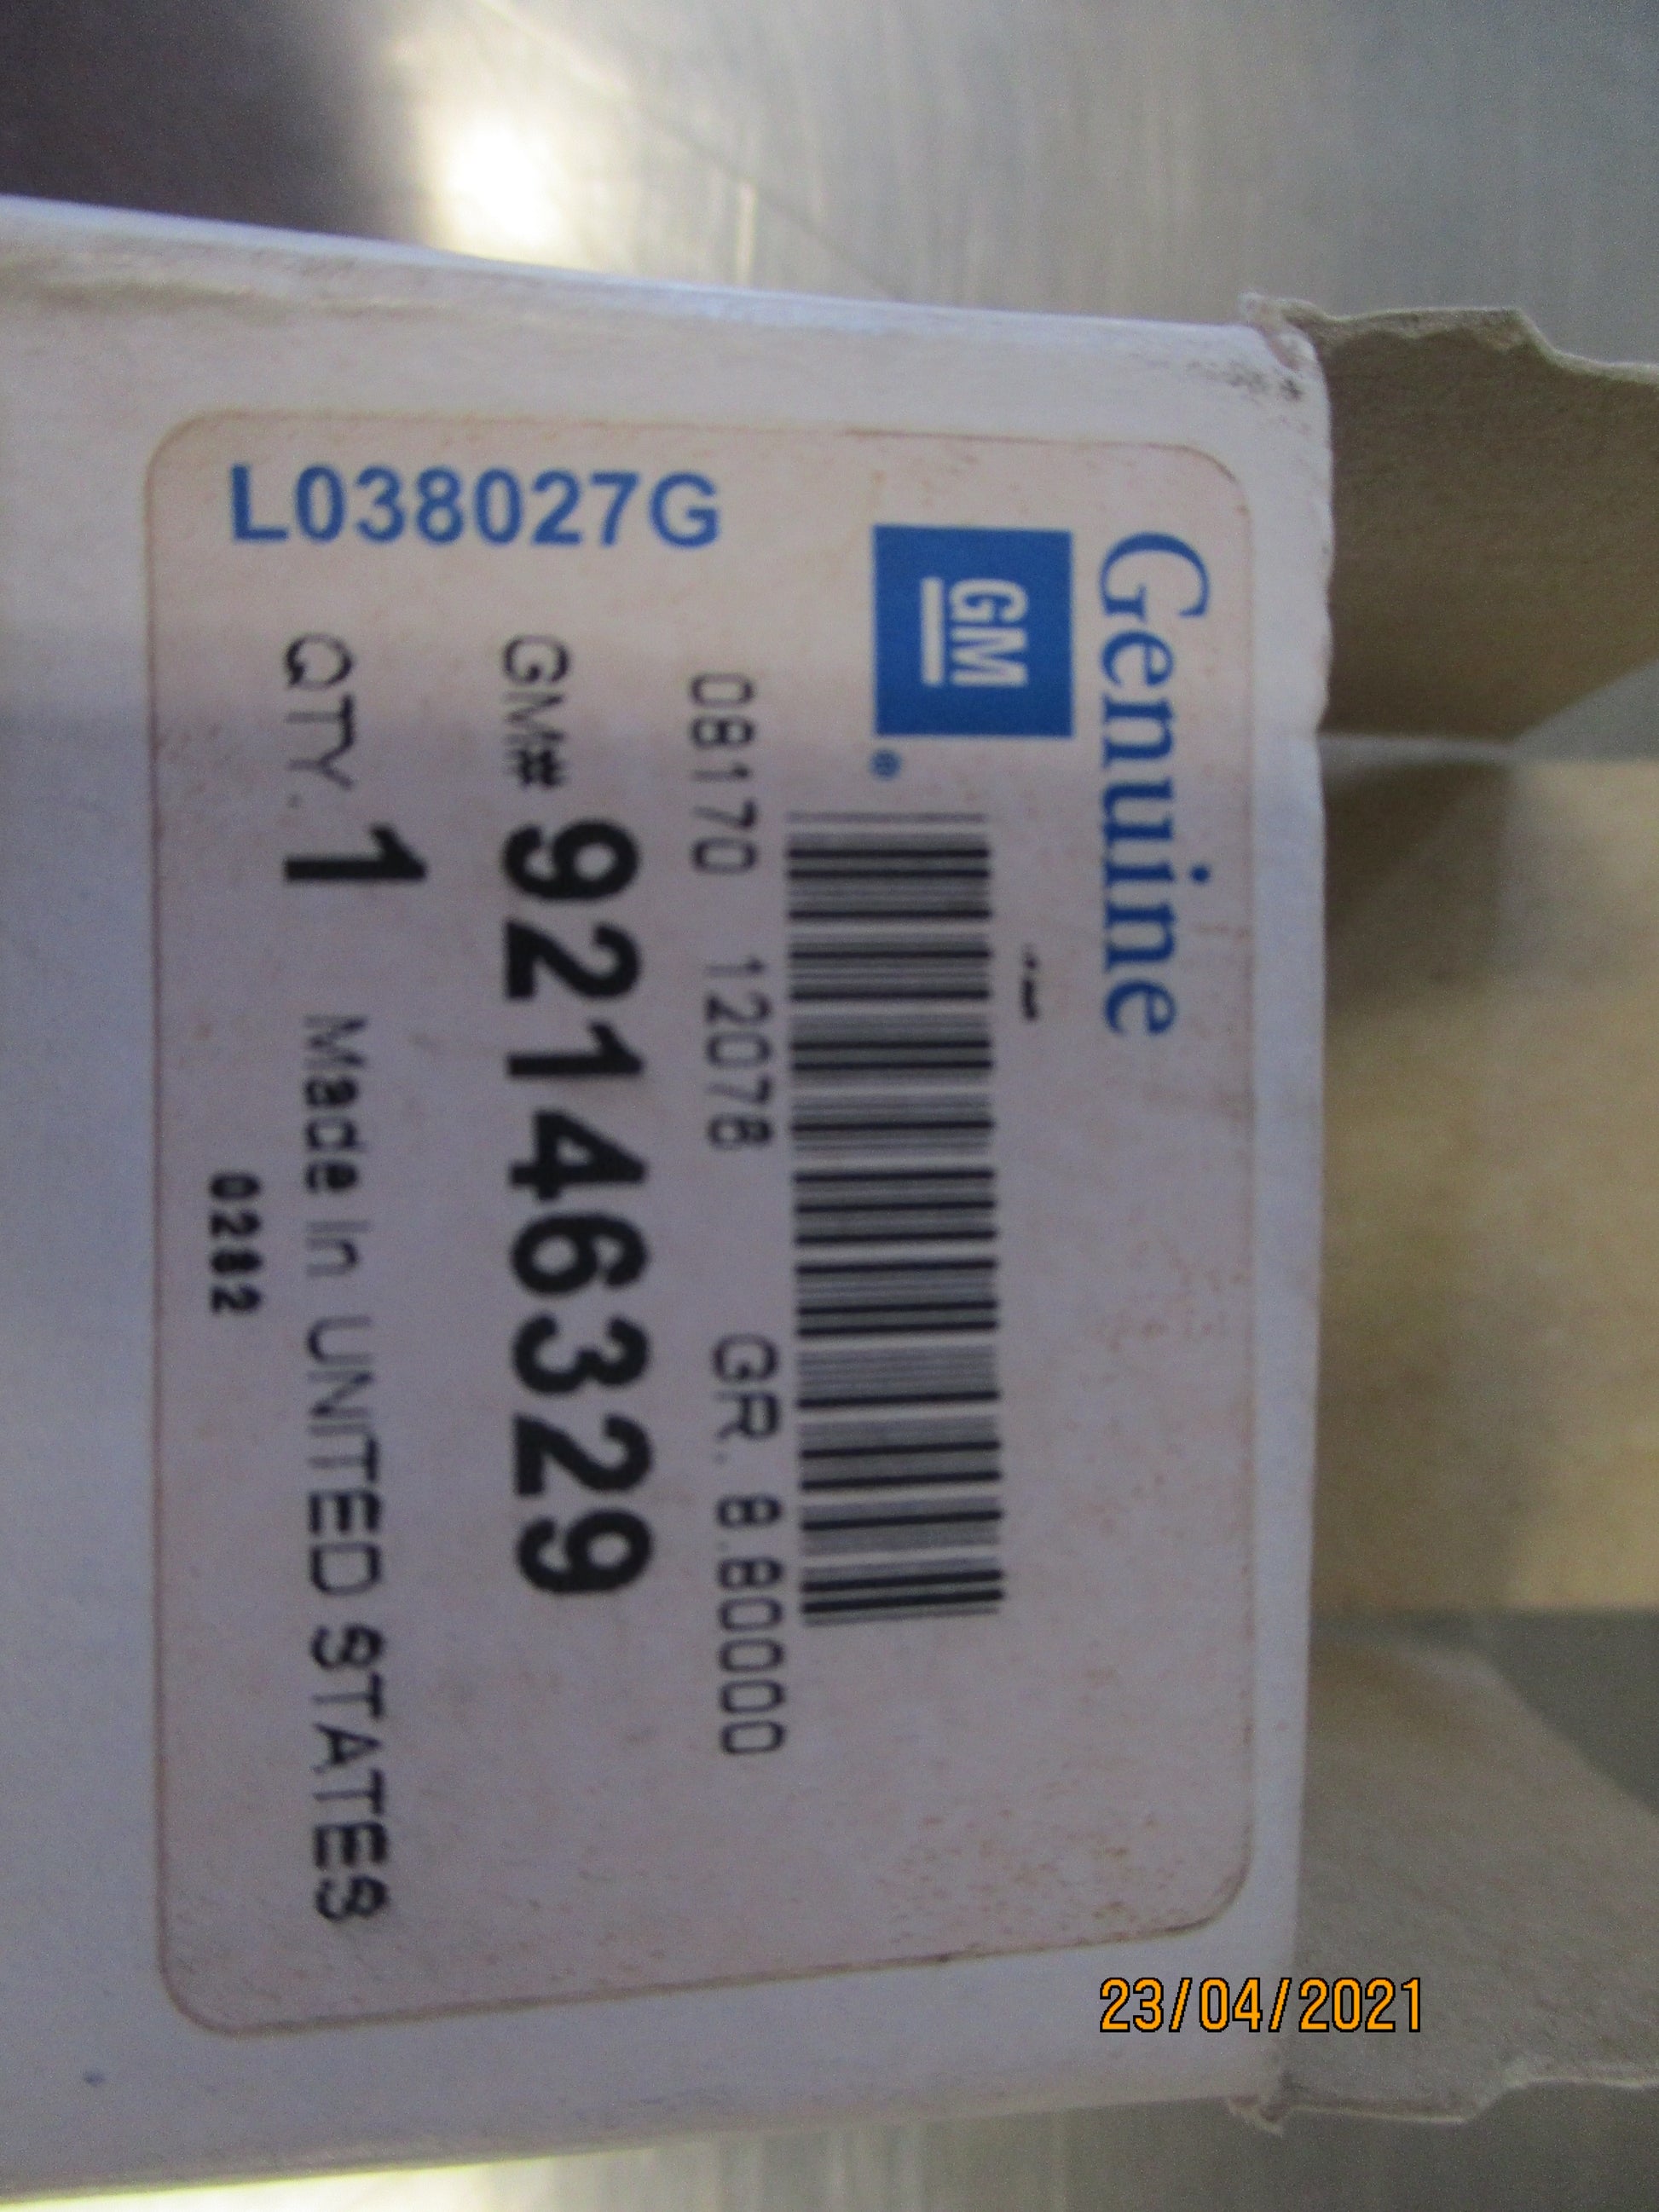 Genuine
GM ®
08170 12078 GR. 8.80000
GM# 92146329
QTY. 1 Made in UNITED STATES
L038027G
23/04/2021